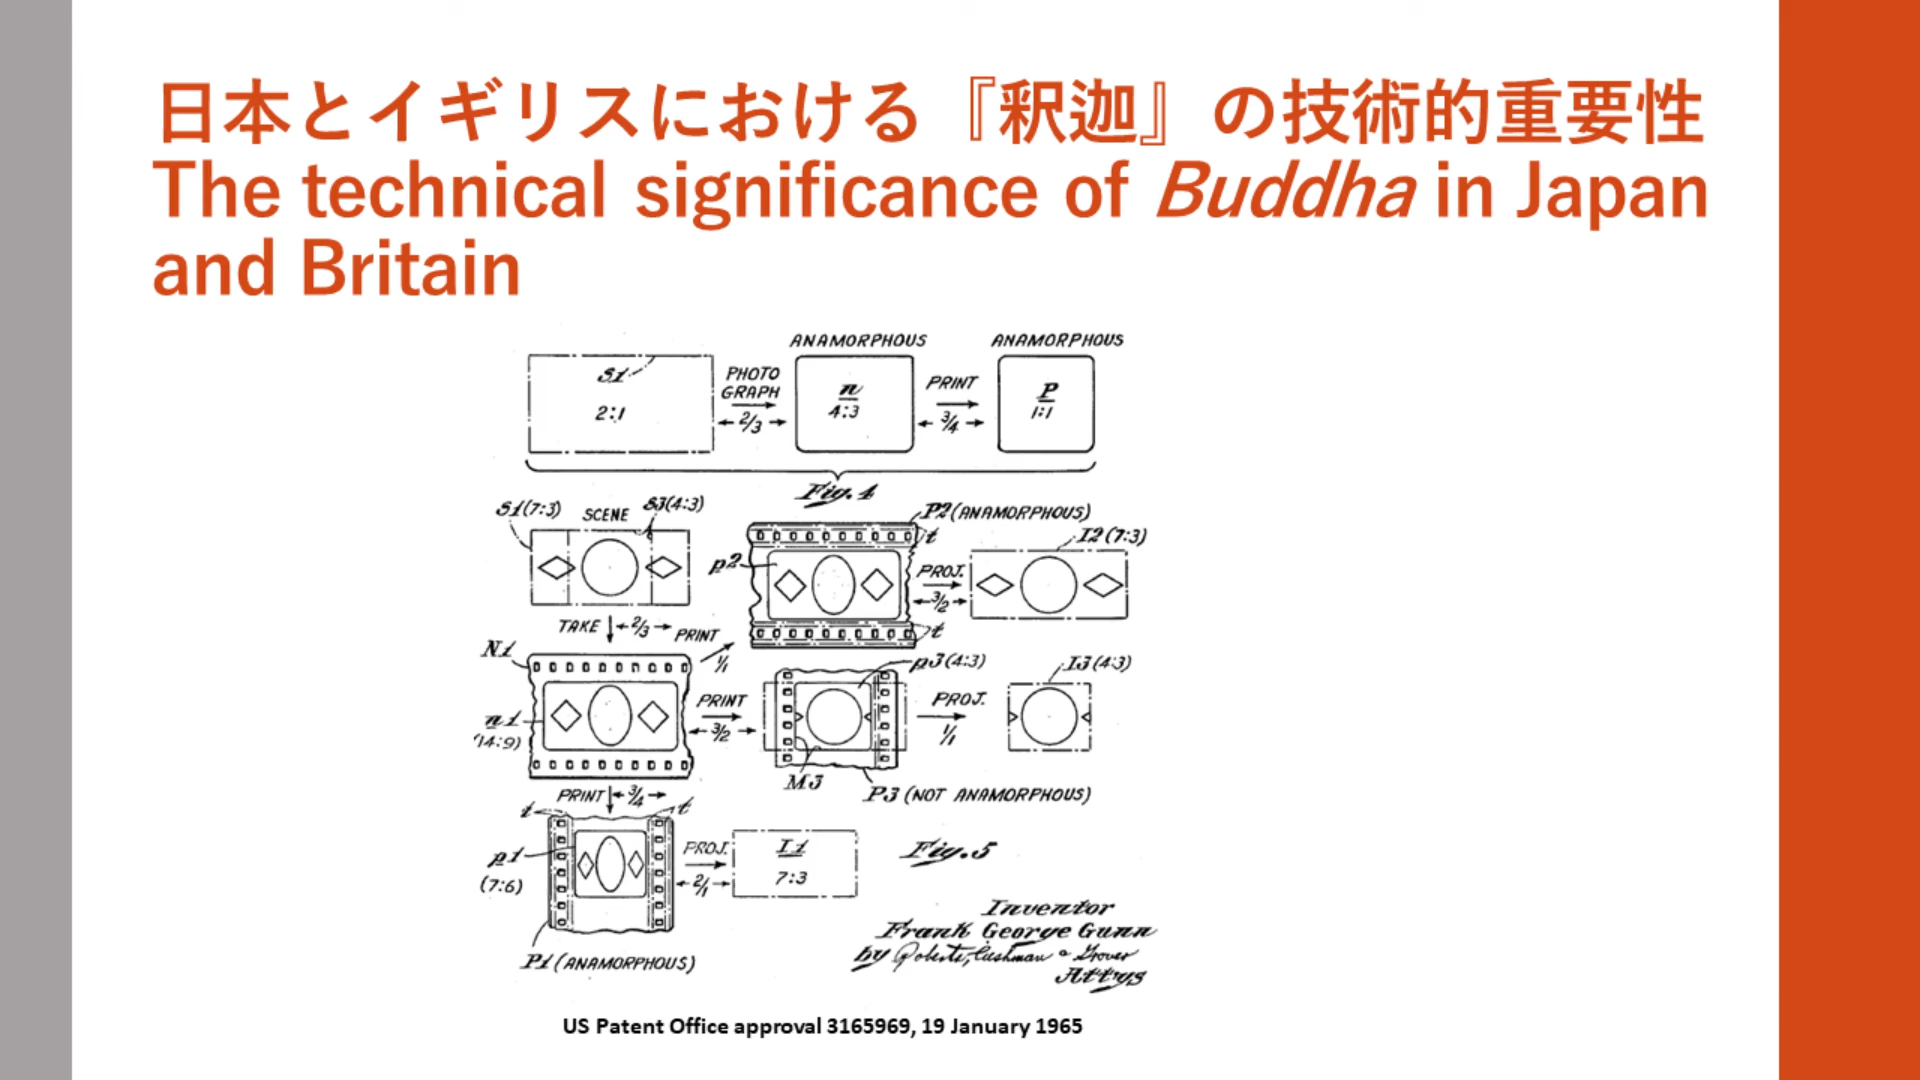 日本とイギリスにおける『釈迦』の技術的重要性
The technical significance of Buddha in Japan
and Britain
ANAMORPHOUS ANAMORPHOUS
S1
2:1
PHOTO
GRAPH
2/3
n
4:3
PRINT
3/4
P
1:1
Fig. 4
S1(7:3) SCENE S3(4:3)
P2(ANAMORPHOUS)
t
I2(7:3)
p2
PROJ.
3/2
t
TAKE 2/3
PRINT
1/1
N1
n1
(14:9)
PRINT
3/2
p3(4:3)
M3
P3 (NOT ANAMORPHOUS)
PROJ.
1/1
I3(4:3)
PRINT 3/4
t t
p1
(7:6)
P1 (ANAMORPHOUS)
PROJ.
2/1
I1
7:3
Fig. 5
Inventor
Frank George Gunn
by Roberts, Cushman & Grover
Att'ys
US Patent Office approval 3165969, 19 January 1965